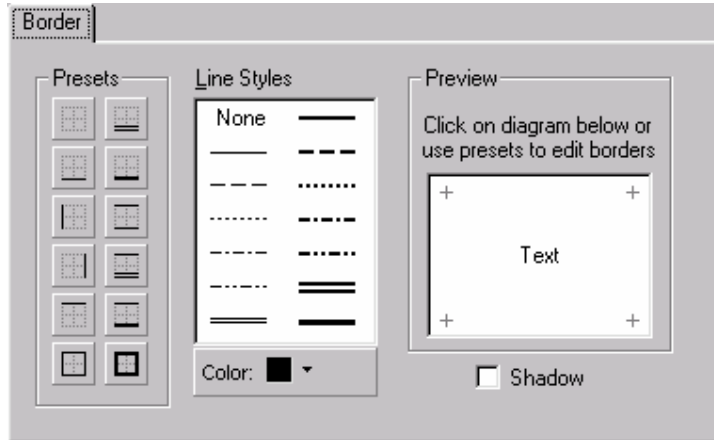 Border
Presets
Line Styles
None
Color:
Preview
Click on diagram below or
use presets to edit borders
Text
Shadow